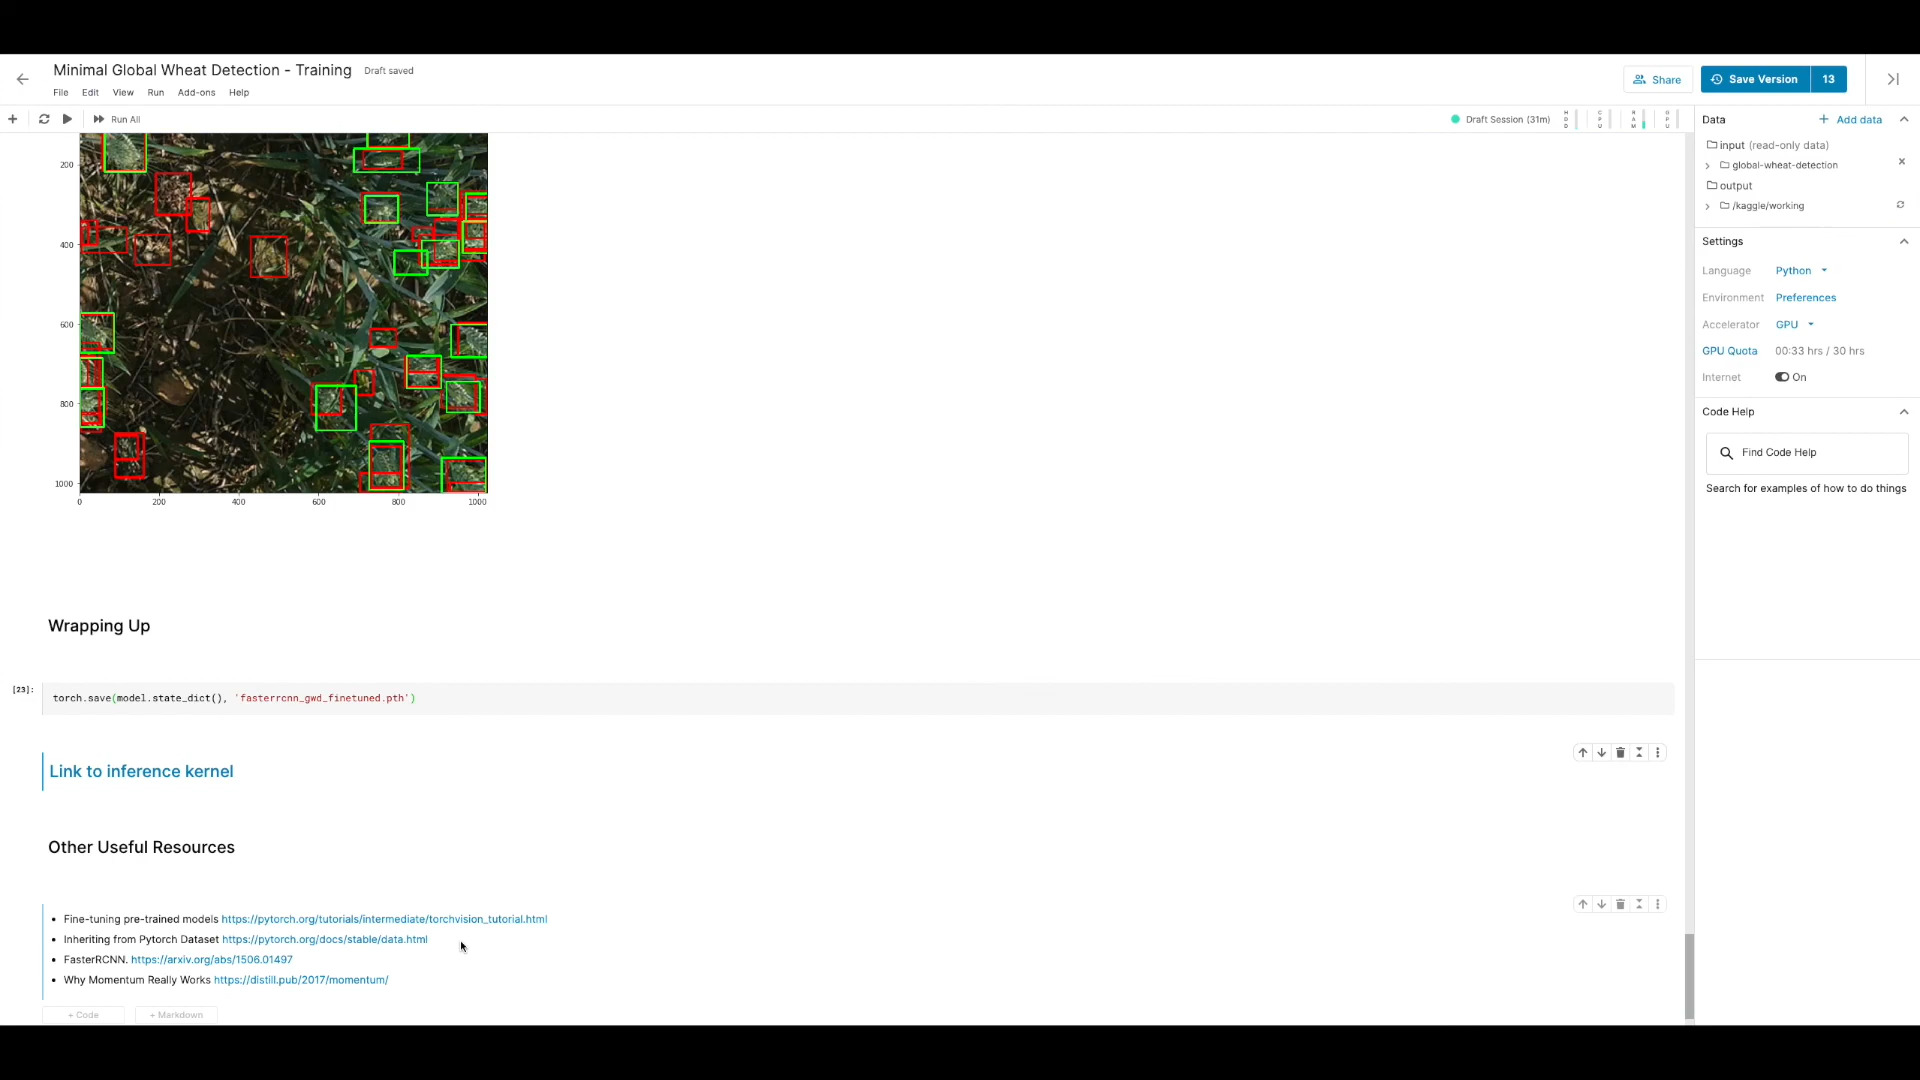 Minimal Global Wheat Detection - Training Draft saved
File Edit View Run Add-ons Help
Share
Save Version 13
Run All
Draft Session (31m)
HDD
CPU
RAM
GPU
200
400
600
800
1000
0 200 400 600 800 1000
Wrapping Up
[23]:
torch.save(model.state_dict(), 'fasterrcnn_gwd_finetuned.pth')
Link to inference kernel
Other Useful Resources
• Fine-tuning pre-trained models https://pytorch.org/tutorials/intermediate/torchvision_tutorial.html
• Inheriting from Pytorch Dataset https://pytorch.org/docs/stable/data.html
• FasterRCNN. https://arxiv.org/abs/1506.01497
• Why Momentum Really Works https://distill.pub/2017/momentum/
+ Code + Markdown
Data + Add data
input (read-only data)
global-wheat-detection
output
/kaggle/working
Settings
Language Python
Environment Preferences
Accelerator GPU
GPU Quota 00:33 hrs / 30 hrs
Internet On
Code Help
Find Code Help
Search for examples of how to do things